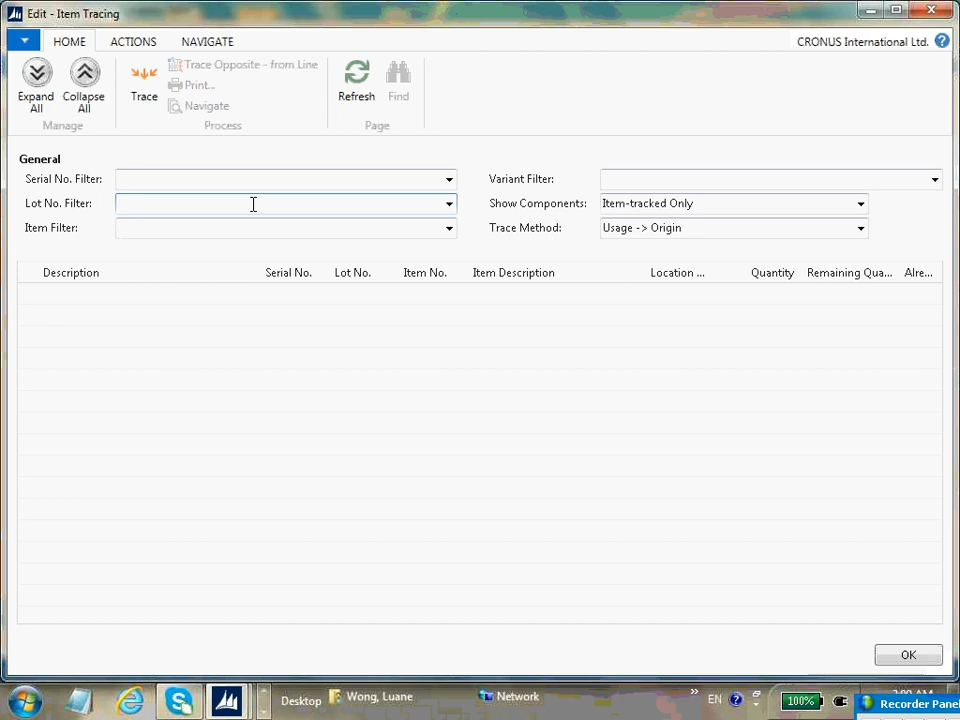 Edit - Item Tracing
HOME ACTIONS NAVIGATE CRONUS International Ltd.
Expand All
Collapse All
Manage
Trace
Trace Opposite - from Line
Print...
Navigate
Process
Refresh
Find
Page
General
Serial No. Filter:
Lot No. Filter:
Item Filter:
Variant Filter:
Show Components: Item-tracked Only
Trace Method: Usage -> Origin
Description Serial No. Lot No. Item No. Item Description Location ... Quantity Remaining Qua... Alre...
OK
Desktop Wong, Luane Network » EN 100%
Recorder Pane